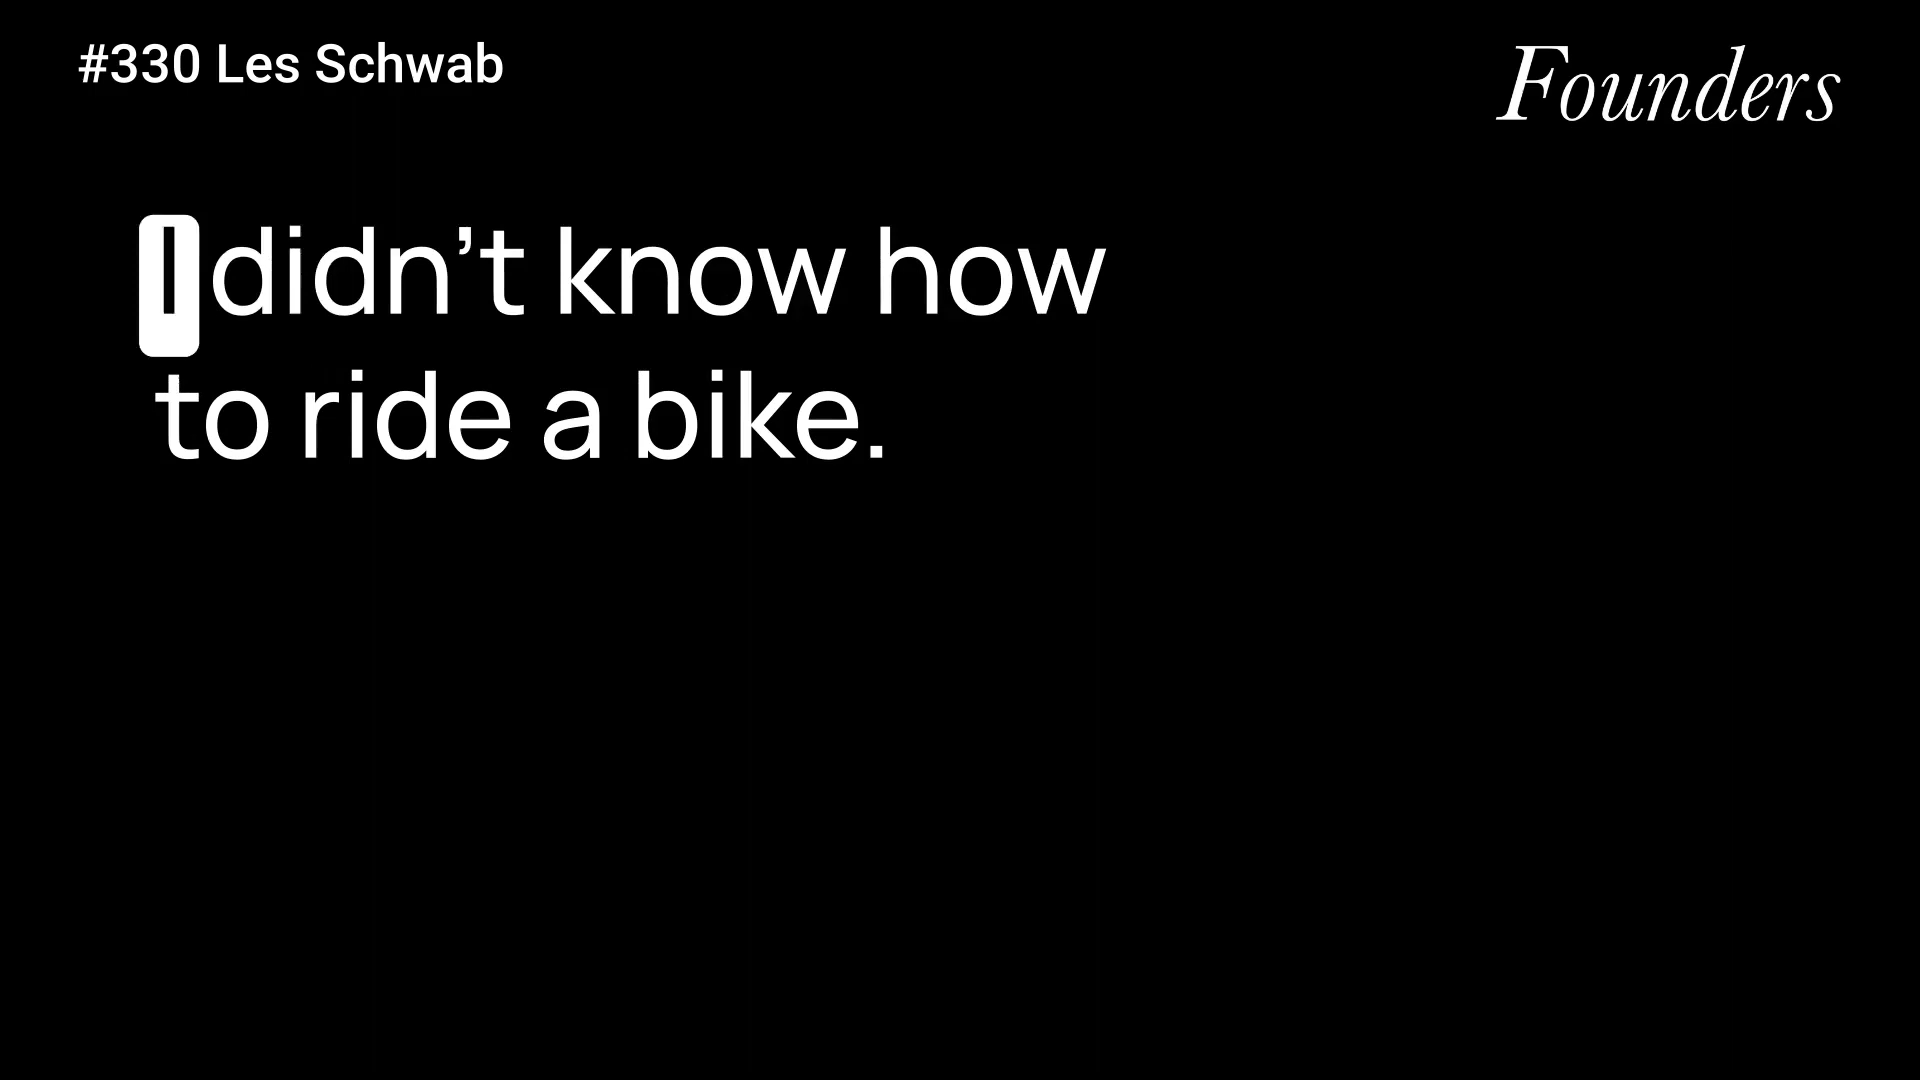 #330 Les Schwab
Founders
I didn’t know how
to ride a bike.